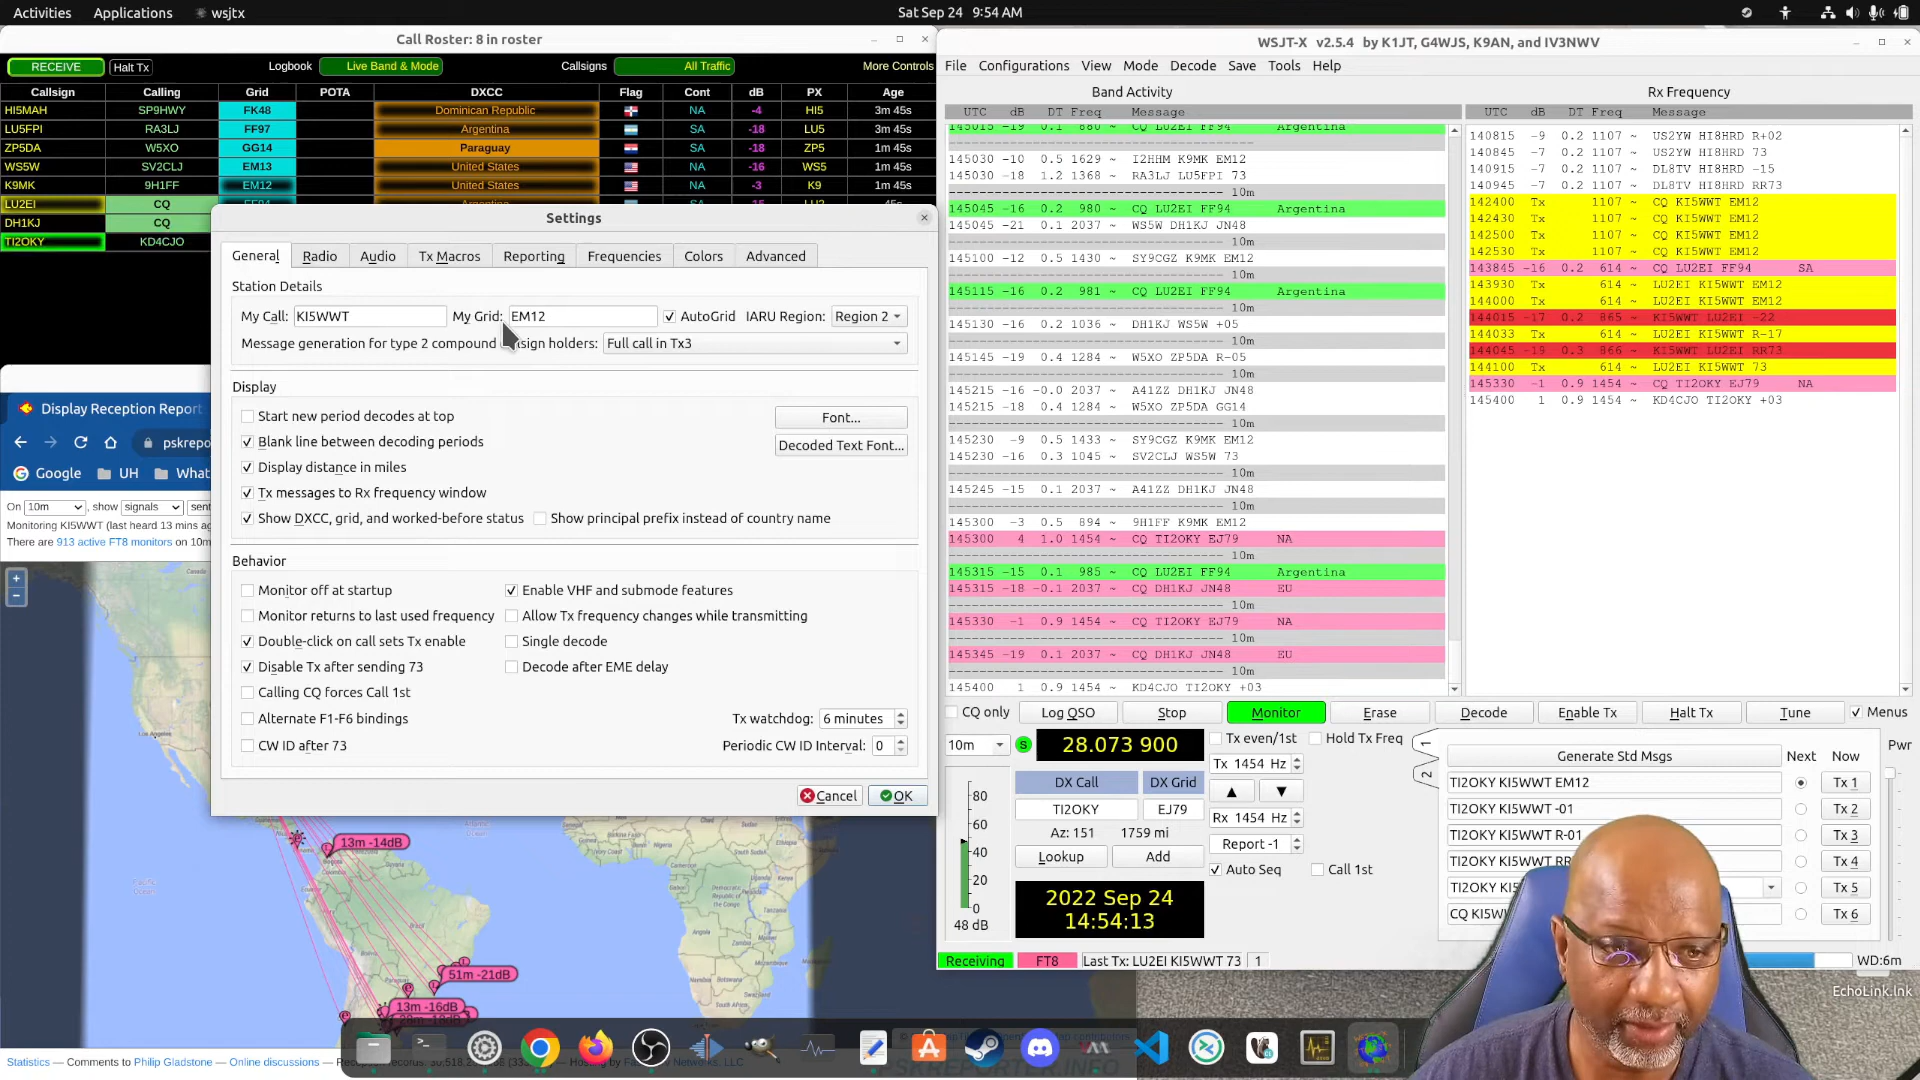 Activities Applications wsjtx Sat Sep 24 9:54 AM
Call Roster: 8 in roster
RECEIVE Halt Tx Logbook Live Band & Mode Callsigns All Traffic More Controls
Callsign Calling Grid POTA DXCC Flag Cont dB PX Age
HI5MAH SP9HWY FK48 Dominican Republic NA -4 HI5 3m 45s
LU5FPI RA3LJ FF97 Argentina SA -18 LU5 3m 45s
ZP5DA W5XO GG14 Paraguay SA -18 ZP5 1m 45s
WS5W SV2CLJ EM13 United States NA -16 WS5 1m 45s
K9MK 9H1FF EM12 United States NA -3 K9 1m 45s
LU2EI CQ
DH1KJ CQ
TI2OKY KD4CJO
Settings
General Radio Audio Tx Macros Reporting Frequencies Colors Advanced
Station Details
My Call: KI5WWT My Grid: EM12 AutoGrid IARU Region: Region 2
Message generation for type 2 compound holders: Full call in Tx3
Display
Start new period decodes at top Font...
Blank line between decoding periods Decoded Text Font...
Display distance in miles
Tx messages to Rx frequency window
Show DXCC, grid, and worked-before status Show principal prefix instead of country name
Behavior
Monitor off at startup Enable VHF and submode features
Monitor returns to last used frequency Allow Tx frequency changes while transmitting
Double-click on call sets Tx enable Single decode
Disable Tx after sending 73 Decode after EME delay
Calling CQ forces Call 1st
Alternate F1-F6 bindings Tx watchdog: 6 minutes
CW ID after 73 Periodic CW ID Interval: 0
Cancel OK
Display Reception Report
pskrepo
Google UH What
On 10m , show signals sent
Monitoring KI5WWT (last heard 13 mins ag
There are 913 active FT8 monitors on 10m
13m -14dB
51m -21dB
13m -16dB
Statistics — Comments to Philip Gladstone — Online discussions —
WSJT-X v2.5.4 by K1JT, G4WJS, K9AN, and IV3NWV
File Configurations View Mode Decode Save Tools Help
Band Activity
UTC dB DT Freq Message
145015 -19 0.1 880 ~ CQ LU2EI FF94 Argentina
145030 -10 0.5 1629 ~ I2HHM K9MK EM12
145030 -18 1.2 1368 ~ RA3LJ LU5FPI 73
10m
145045 -16 0.2 980 ~ CQ LU2EI FF94 Argentina
145045 -21 0.1 2037 ~ WS5W DH1KJ JN48
10m
145100 -12 0.5 1430 ~ SY9CGZ K9MK EM12
10m
145115 -16 0.2 981 ~ CQ LU2EI FF94 Argentina
10m
145130 -16 0.2 1036 ~ DH1KJ WS5W +05
10m
145145 -19 0.4 1284 ~ W5XO ZP5DA R-05
10m
145215 -16 -0.0 2037 ~ A41ZZ DH1KJ JN48
145215 -18 0.4 1284 ~ W5XO ZP5DA GG14
10m
145230 -9 0.5 1433 ~ SY9CGZ K9MK EM12
145230 -16 0.3 1045 ~ SV2CLJ WS5W 73
10m
145245 -15 0.1 2037 ~ A41ZZ DH1KJ JN48
10m
145300 -3 0.5 894 ~ 9H1FF K9MK EM12
145300 4 1.0 1454 ~ CQ TI2OKY EJ79 NA
10m
145315 -15 0.1 985 ~ CQ LU2EI FF94 Argentina
145315 -18 -0.1 2037 ~ CQ DH1KJ JN48 EU
10m
145330 -1 0.9 1454 ~ CQ TI2OKY EJ79 NA
10m
145345 -19 0.1 2037 ~ CQ DH1KJ JN48 EU
10m
145400 1 0.9 1454 ~ KD4CJO TI2OKY +03
Rx Frequency
UTC dB DT Freq Message
140815 -9 0.2 1107 ~ US2YW HI8HRD R+02
140845 -7 0.2 1107 ~ US2YW HI8HRD 73
140915 -7 0.2 1107 ~ DL8TV HI8HRD -15
140945 -7 0.2 1107 ~ DL8TV HI8HRD RR73
142400 Tx 1107 ~ CQ KI5WWT EM12
142430 Tx 1107 ~ CQ KI5WWT EM12
142500 Tx 1107 ~ CQ KI5WWT EM12
142530 Tx 1107 ~ CQ KI5WWT EM12
143845 -16 0.2 614 ~ CQ LU2EI FF94 SA
143930 Tx 614 ~ LU2EI KI5WWT EM12
144000 Tx 614 ~ LU2EI KI5WWT EM12
144015 -17 0.2 865 ~ KI5WWT LU2EI -22
144033 Tx 614 ~ LU2EI KI5WWT R-17
144045 -19 0.3 866 ~ KI5WWT LU2EI RR73
144100 Tx 614 ~ LU2EI KI5WWT 73
145330 -1 0.9 1454 ~ CQ TI2OKY EJ79 NA
145400 1 0.9 1454 ~ KD4CJO TI2OKY +03
CQ only Log QSO Stop Monitor Erase Decode Enable Tx Halt Tx Tune Menus
10m S 28.073 900 Tx even/1st Hold Tx Freq 1 2 Pwr
Tx 1454 Hz Generate Std Msgs Next Now
DX Call DX Grid TI2OKY KI5WWT EM12 Tx 1
TI2OKY EJ79 TI2OKY KI5WWT -01 Tx 2
Az: 151 1759 mi Rx 1454 Hz TI2OKY KI5WWT R-01 Tx 3
Lookup Add Report -1 TI2OKY KI5WWT RR Tx 4
Auto Seq Call 1st TI2OKY KI5 Tx 5
CQ KI5W Tx 6
80
60
40
20
0
48 dB
2022 Sep 24
14:54:13
Receiving FT8 Last Tx: LU2EI KI5WWT 73 1 WD:6m
EchoLink.lnk